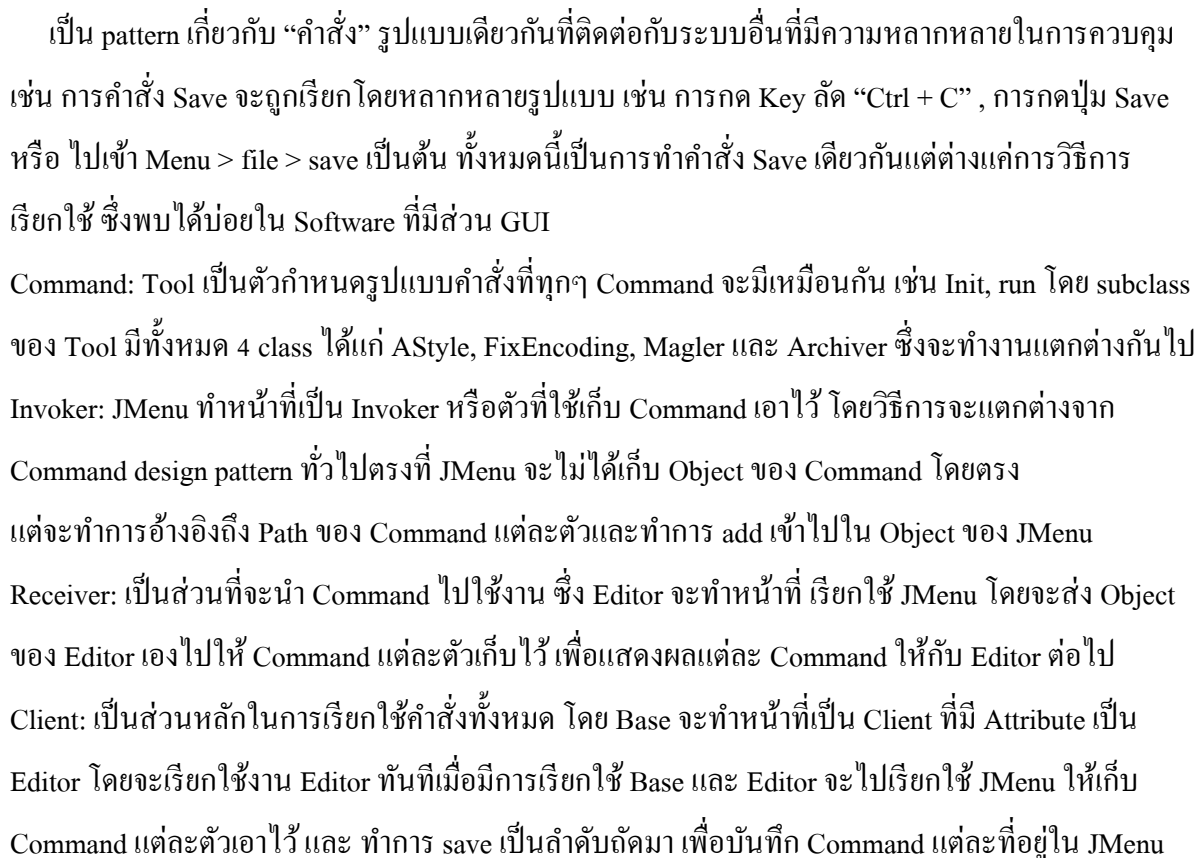 เป็น pattern เกี่ยวกับ “คำสั่ง” รูปแบบเดียวกันที่ติดต่อกับระบบอื่นที่มีความหลากหลายในการควบคุม
เช่น การคำสั่ง Save จะถูกเรียกโดยหลากหลายรูปแบบ เช่น การกด Key ลัด “Ctrl + C” , การกดปุ่ม Save
หรือ ไปเข้า Menu > file > save เป็นต้น ทั้งหมดนี้เป็นการทำคำสั่ง Save เดียวกันแต่ต่างแค่การวิธีการ
เรียกใช้ ซึ่งพบได้บ่อยใน Software ที่มีส่วน GUI
Command: Tool เป็นตัวกำหนดรูปแบบคำสั่งที่ทุกๆ Command จะมีเหมือนกัน เช่น Init, run โดย subclass
ของ Tool มีทั้งหมด 4 class ได้แก่ AStyle, FixEncoding, Magler และ Archiver ซึ่งจะทำงานแตกต่างกันไป
Invoker: JMenu ทำหน้าที่เป็น Invoker หรือตัวที่ใช้เก็บ Command เอาไว้ โดยวิธีการจะแตกต่างจาก
Command design pattern ทั่วไปตรงที่ JMenu จะไม่ได้เก็บ Object ของ Command โดยตรง
แต่จะทำการอ้างอิงถึง Path ของ Command แต่ละตัวและทำการ add เข้าไปใน Object ของ JMenu
Receiver: เป็นส่วนที่จะนำ Command ไปใช้งาน ซึ่ง Editor จะทำหน้าที่ เรียกใช้ JMenu โดยจะส่ง Object
ของ Editor เองไปให้ Command แต่ละตัวเก็บไว้ เพื่อแสดงผลแต่ละ Command ให้กับ Editor ต่อไป
Client: เป็นส่วนหลักในการเรียกใช้คำสั่งทั้งหมด โดย Base จะทำหน้าที่เป็น Client ที่มี Attribute เป็น
Editor โดยจะเรียกใช้งาน Editor ทันทีเมื่อมีการเรียกใช้ Base และ Editor จะไปเรียกใช้ JMenu ให้เก็บ
Command แต่ละตัวเอาไว้ และ ทำการ save เป็นลำดับถัดมา เพื่อบันทึก Command แต่ละที่อยู่ใน JMenu